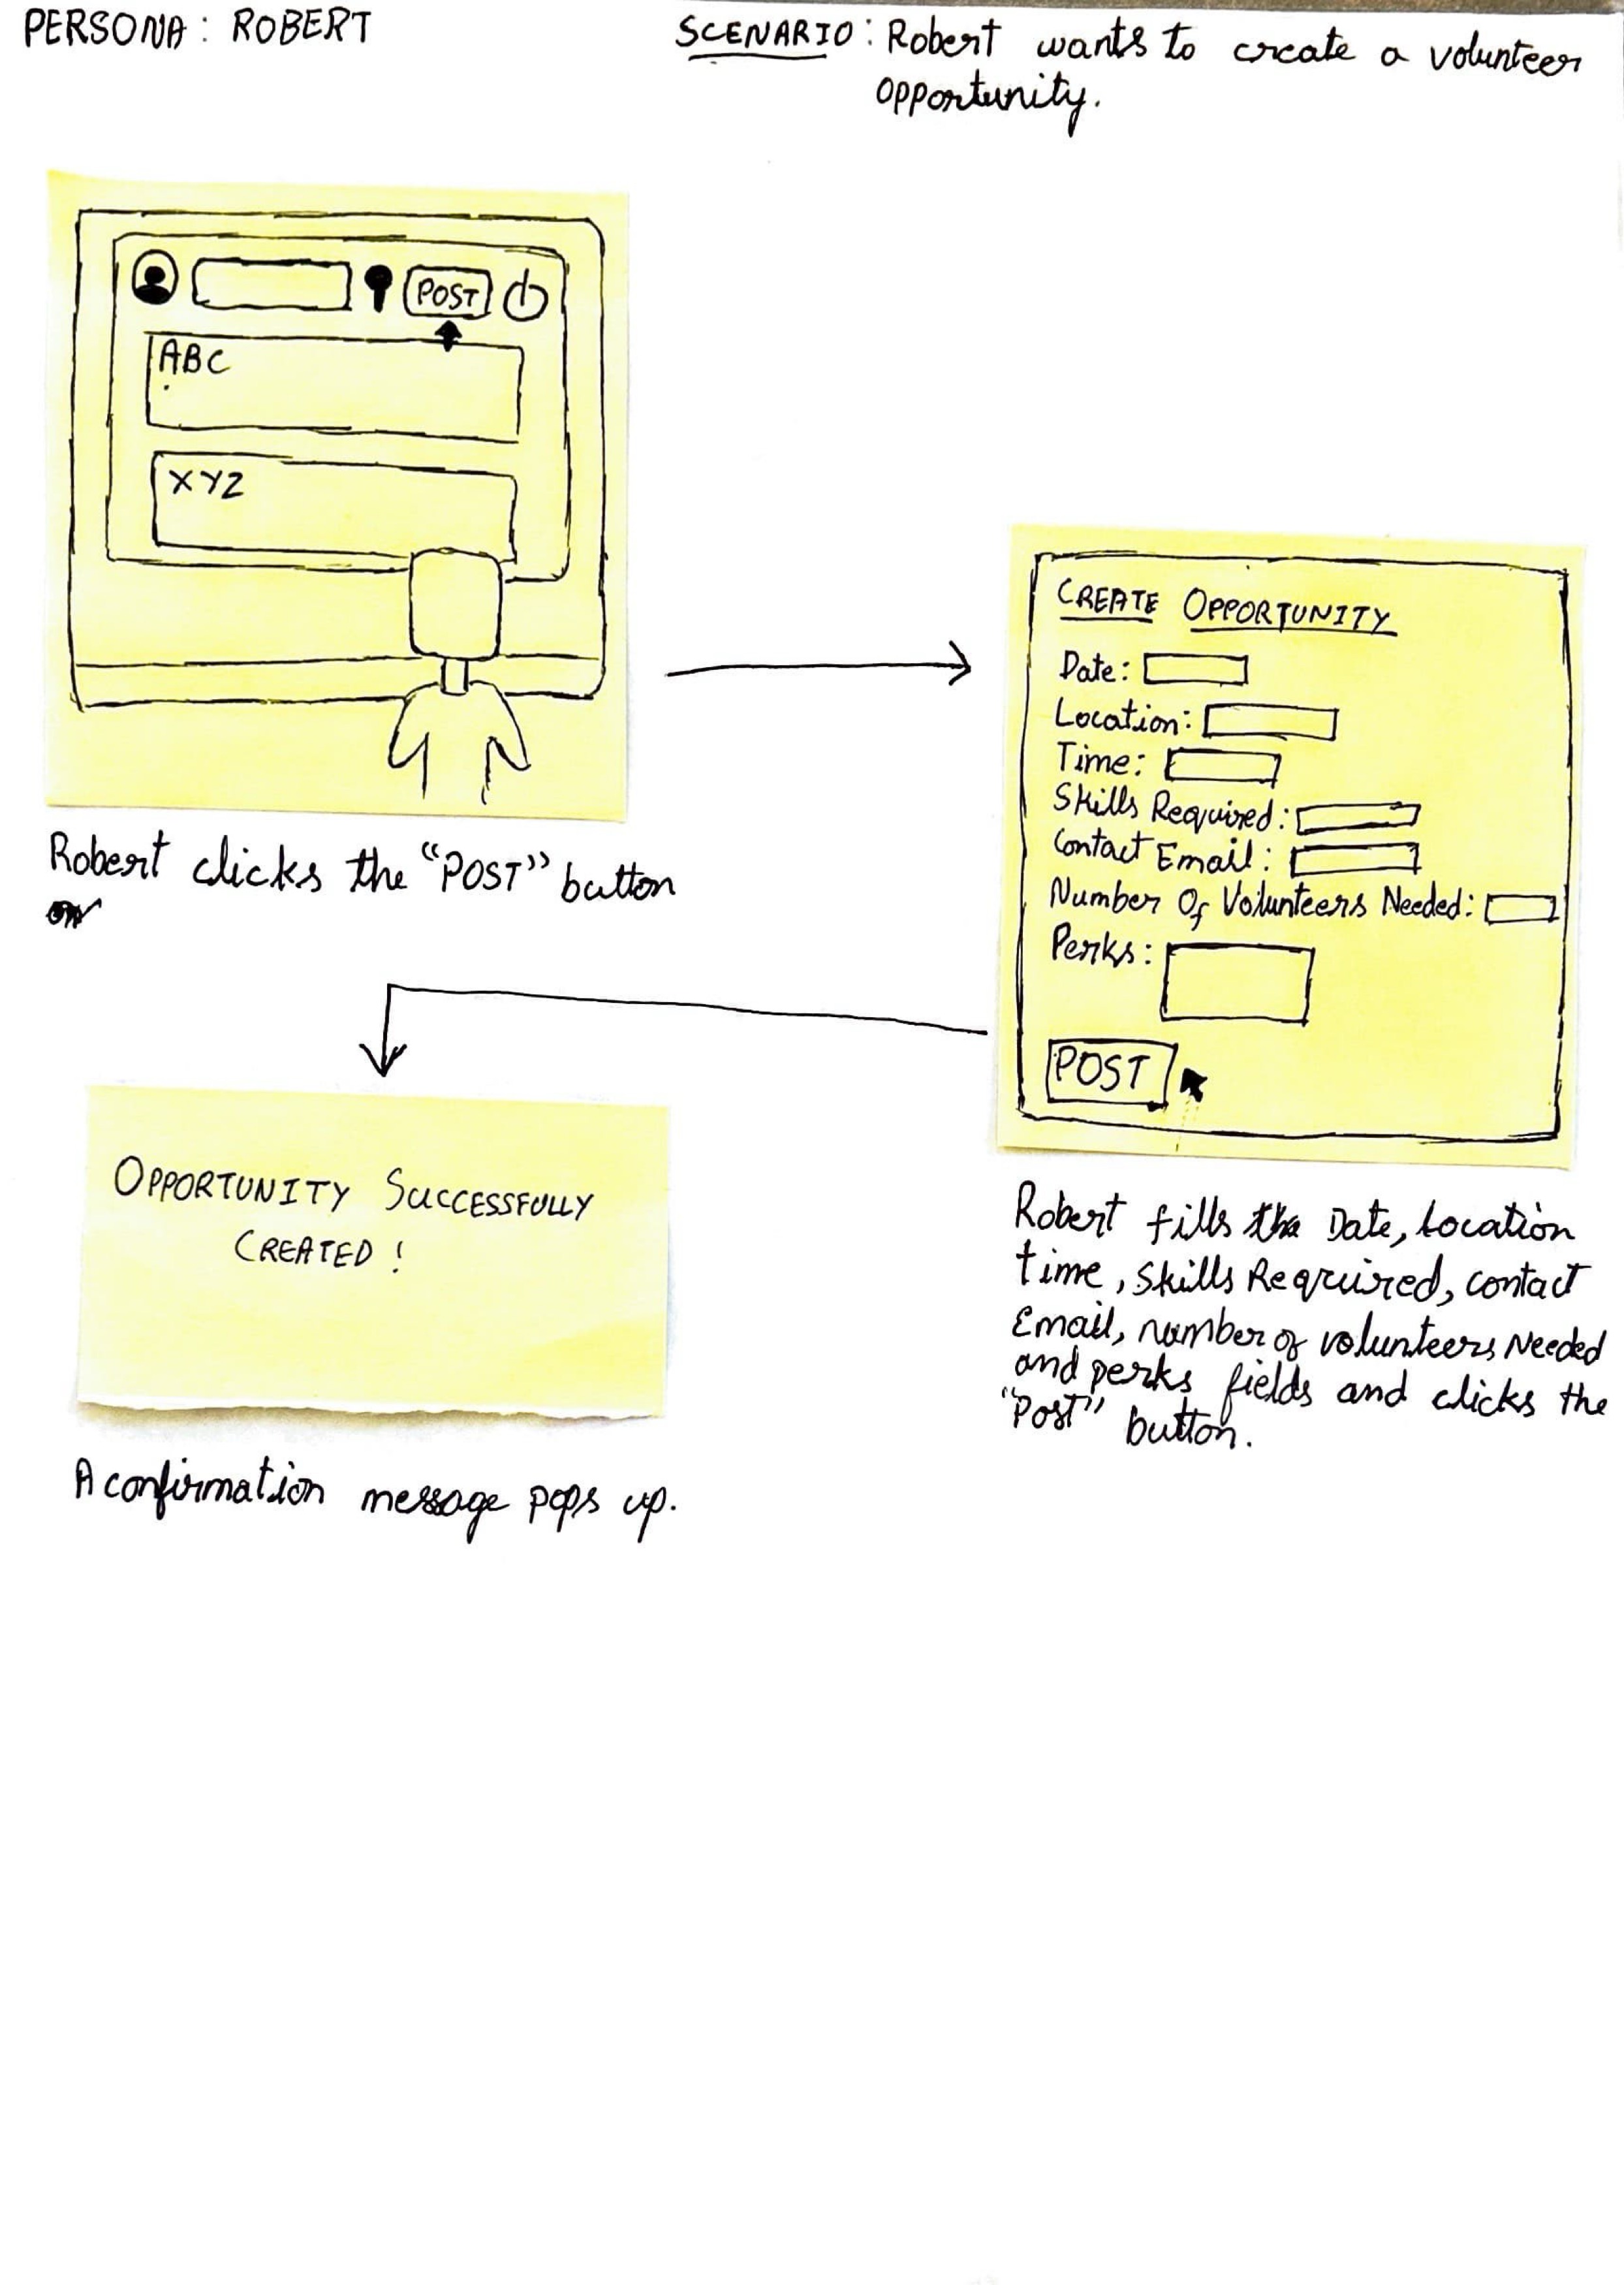 PERSONA : ROBERT
SCENARIO : Robert wants to create a volunteer
opportunity.
POST
ABC
XYZ
Robert clicks the "POST" button
CREATE OPPORTUNITY
Date:
Location:
Time:
Skills Required:
Contact Email:
Number Of Volunteers Needed:
Perks:
POST
Robert fills the Date, Location
time, Skills Required, contact
Email, number of volunteers Needed
and perks fields and clicks the
"Post" button.
OPPORTUNITY SUCCESSFULLY
CREATED !
A confirmation message pops up.